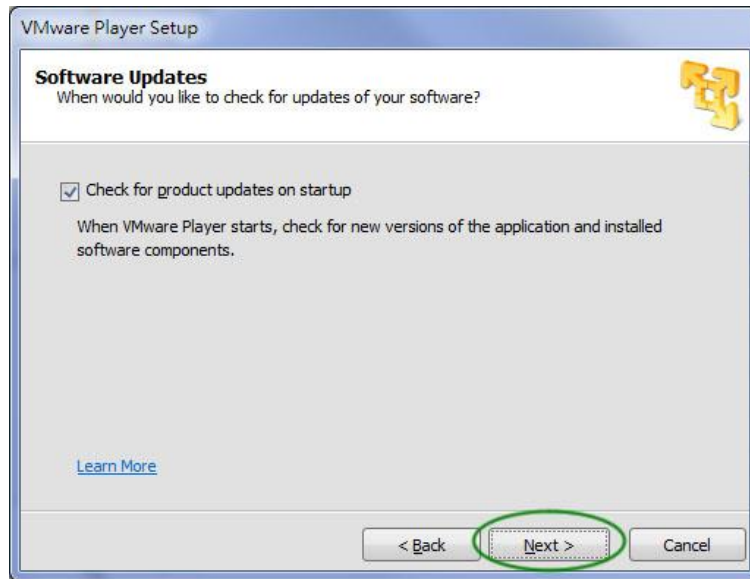 VMware Player Setup
Software Updates
When would you like to check for updates of your software?
Check for product updates on startup
When VMware Player starts, check for new versions of the application and installed
software components.
Learn More
< Back
Next >
Cancel